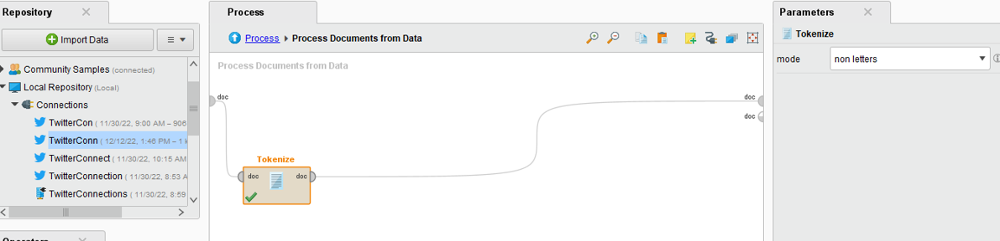 Repository
Import Data
Community Samples (connected)
Local Repository (Local)
Connections
TwitterCon ( 11/30/22, 9:00 AM – 906
TwitterConn ( 12/12/22, 1:46 PM – 1 k
TwitterConnect ( 11/30/22, 10:15 AM
TwitterConnection ( 11/30/22, 8:53 A
TwitterConnections ( 11/30/22, 8:59
Process
Process Process Documents from Data
Process Documents from Data
doc
doc
doc
Tokenize
doc doc
Parameters
Tokenize
mode non letters